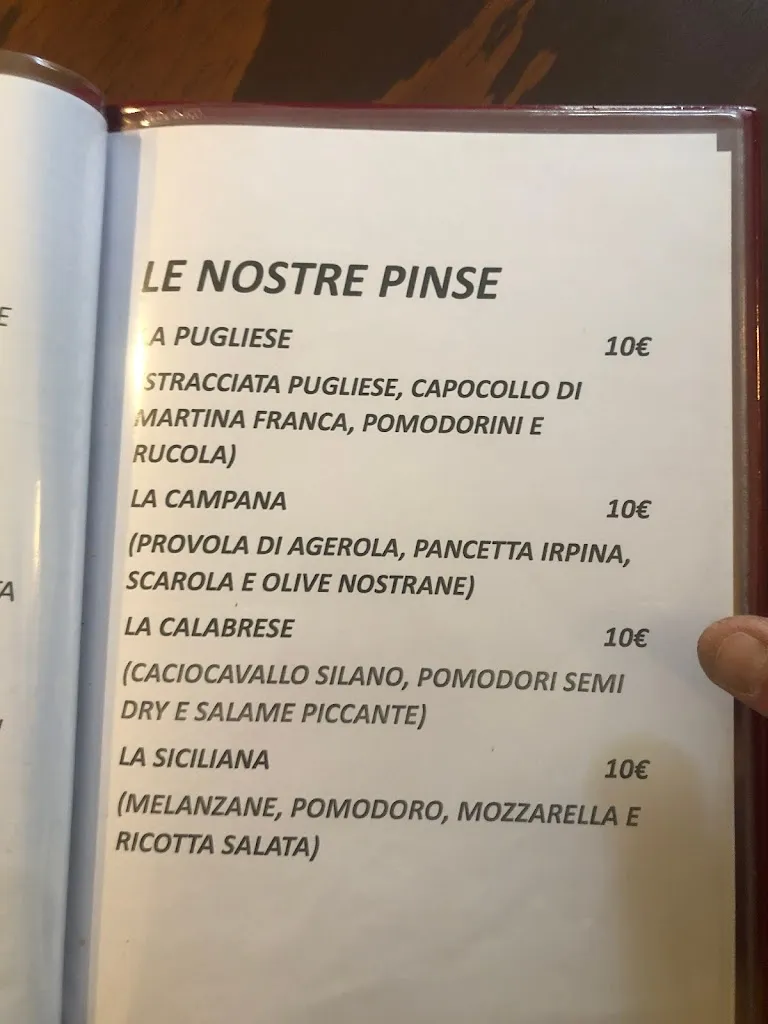 LE NOSTRE PINSE
A PUGLIESE 10€
STRACCIATA PUGLIESE, CAPOCOLLO DI
MARTINA FRANCA, POMODORINI E
RUCOLA)
LA CAMPANA 10€
(PROVOLA DI AGEROLA, PANCETTA IRPINA,
SCAROLA E OLIVE NOSTRANE)
LA CALABRESE 10€
(CACIOCAVALLO SILANO, POMODORI SEMI
DRY E SALAME PICCANTE)
LA SICILIANA 10€
(MELANZANE, POMODORO, MOZZARELLA E
RICOTTA SALATA)